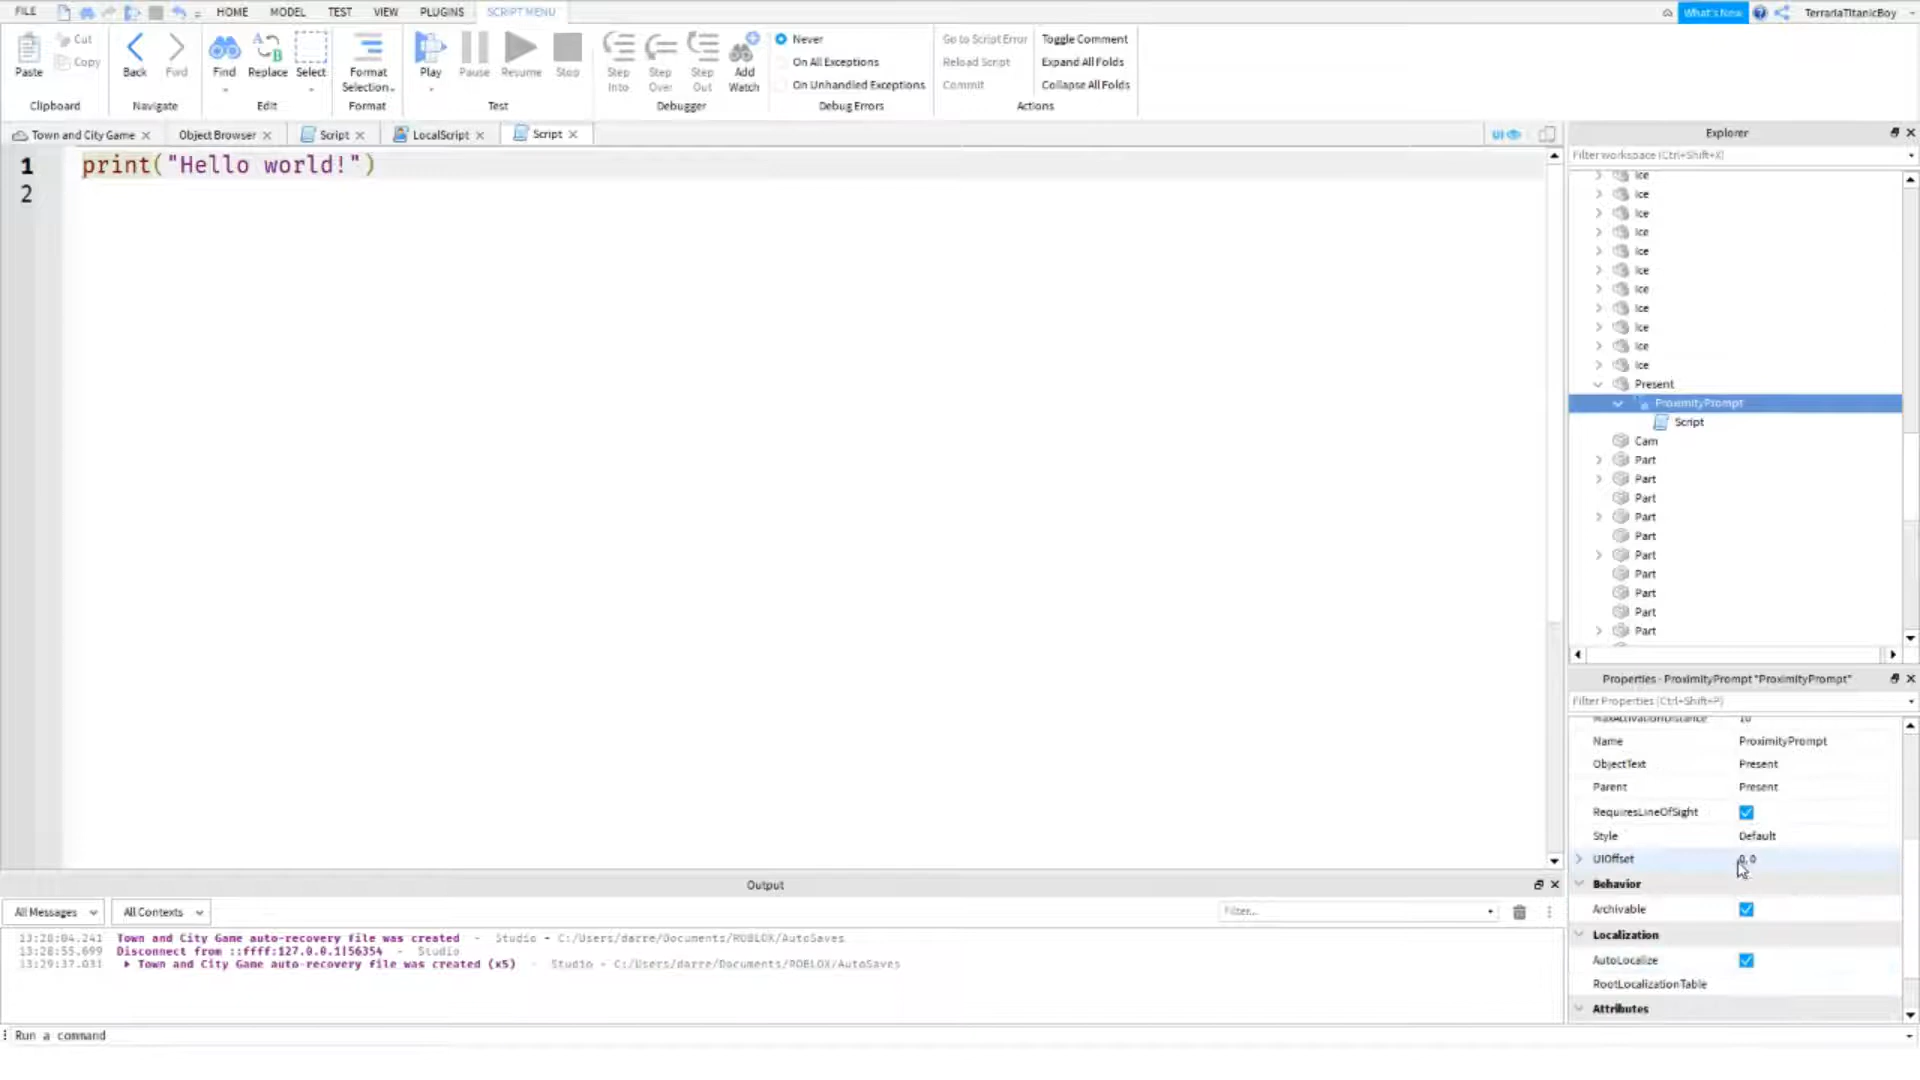 FILE HOME MODEL TEST VIEW PLUGINS SCRIPT MENU What's New TerrariaTitanicBoy
Paste Cut Copy Clipboard
Back Fwd Navigate
Find Replace Select Edit
Format Selection Format
Play Pause Resume Stop Test
Step Into Step Over Step Out Add Watch Debugger
Never
On All Exceptions
On Unhandled Exceptions
Debug Errors
Go to Script Error Toggle Comment
Reload Script Expand All Folds
Commit Collapse All Folds
Actions
Town and City Game Object Browser Script LocalScript Script UI
1 print("Hello world!")
2
Explorer
Filter workspace (Ctrl+Shift+X)
Ice
Ice
Ice
Ice
Ice
Ice
Ice
Ice
Ice
Ice
Ice
Present
ProximityPrompt
Script
Cam
Part
Part
Part
Part
Part
Part
Part
Part
Part
Part
Properties - ProximityPrompt "ProximityPrompt"
Filter Properties (Ctrl+Shift+P)
MaxActivationDistance 10
Name ProximityPrompt
ObjectText Present
Parent Present
RequiresLineOfSight
Style Default
UIOffset 0, 0
Behavior
Archivable
Localization
AutoLocalize
RootLocalizationTable
Attributes
Output
All Messages All Contexts Filter...
13:28:04.241 Town and City Game auto-recovery file was created - Studio - C:/Users/darre/Documents/ROBLOX/AutoSaves
13:28:55.699 Disconnect from ::ffff:127.0.0.1|56354 - Studio
13:29:37.031 Town and City Game auto-recovery file was created (x5) - Studio - C:/Users/darre/Documents/ROBLOX/AutoSaves
Run a command